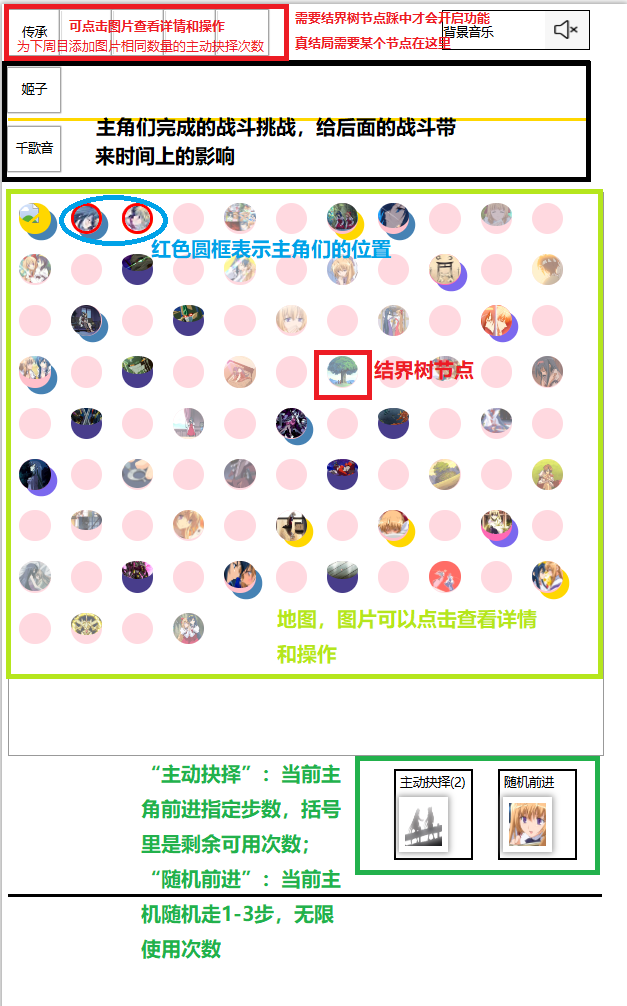 传承
可点击图片查看详情和操作
为下周目添加图片相同数量的主动抉择次数
需要结界树节点踩中才会开启功能
真结局需要某个节点在这里
背景音乐
姬子
千歌音
主角们完成的战斗挑战，给后面的战斗带
来时间上的影响
红色圆框表示主角们的位置
结界树节点
地图，图片可以点击查看详情
和操作
“主动抉择”：当前主
角前进指定步数，括号
里是剩余可用次数；
“随机前进”：当前主
机随机走1-3步，无限
使用次数
主动抉择(2)
随机前进